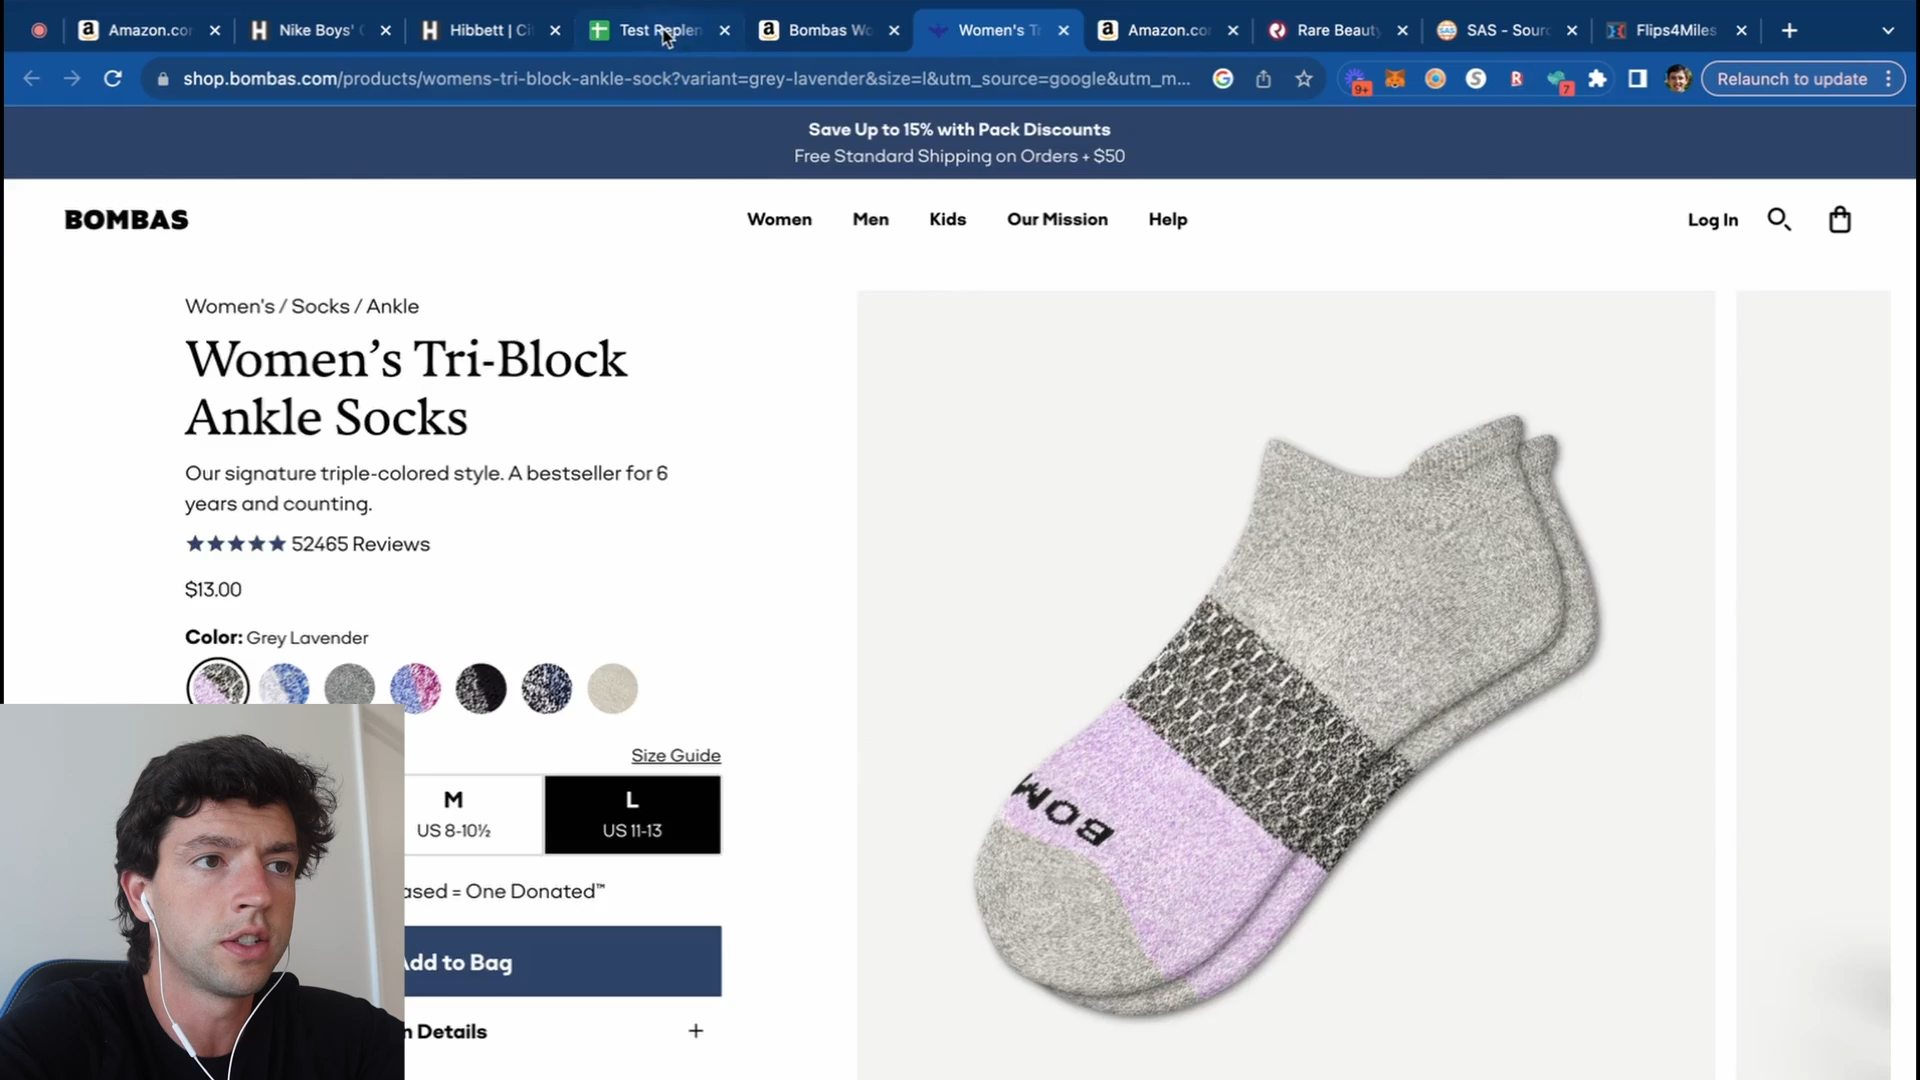 Amazon.co
Nike Boys'
Hibbett | Ci
Test Replen
Bombas Wo
Women's Tr
Amazon.co
Rare Beauty
SAS - Sour
Flips4Miles
shop.bombas.com/products/womens-tri-block-ankle-sock?variant=grey-lavender&size=l&utm_source=google&utm_m...
9+
7
Relaunch to update
Save Up to 15% with Pack Discounts
Free Standard Shipping on Orders + $50
BOMBAS
Women
Men
Kids
Our Mission
Help
Log In
Women's / Socks / Ankle
Women's Tri-Block
Ankle Socks
Our signature triple-colored style. A bestseller for 6
years and counting.
52465 Reviews
$13.00
Color: Grey Lavender
Size Guide
M
US 8-10½
L
US 11-13
ased = One Donated™
Add to Bag
n Details
BOM